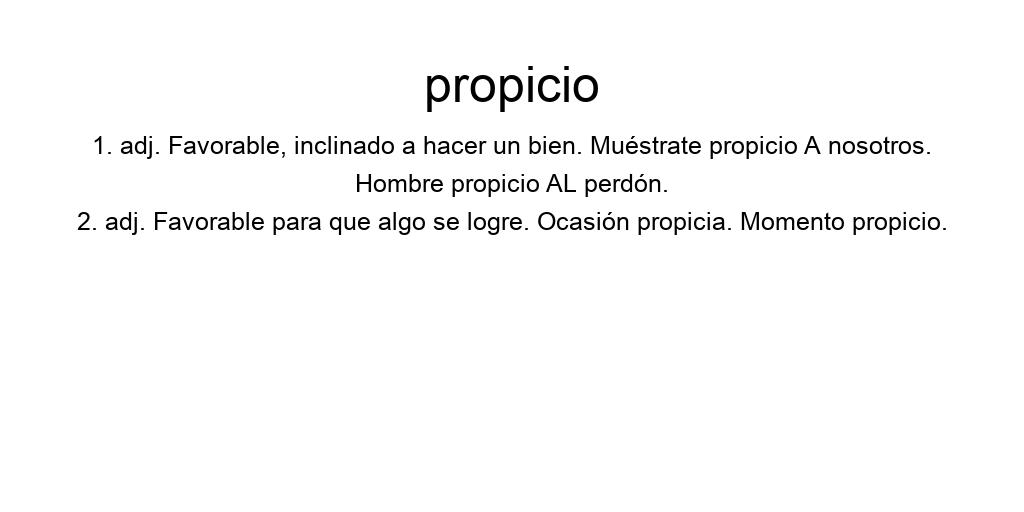 propicio
1. adj. Favorable, inclinado a hacer un bien. Muéstrate propicio A nosotros.
Hombre propicio AL perdón.
2. adj. Favorable para que algo se logre. Ocasión propicia. Momento propicio.